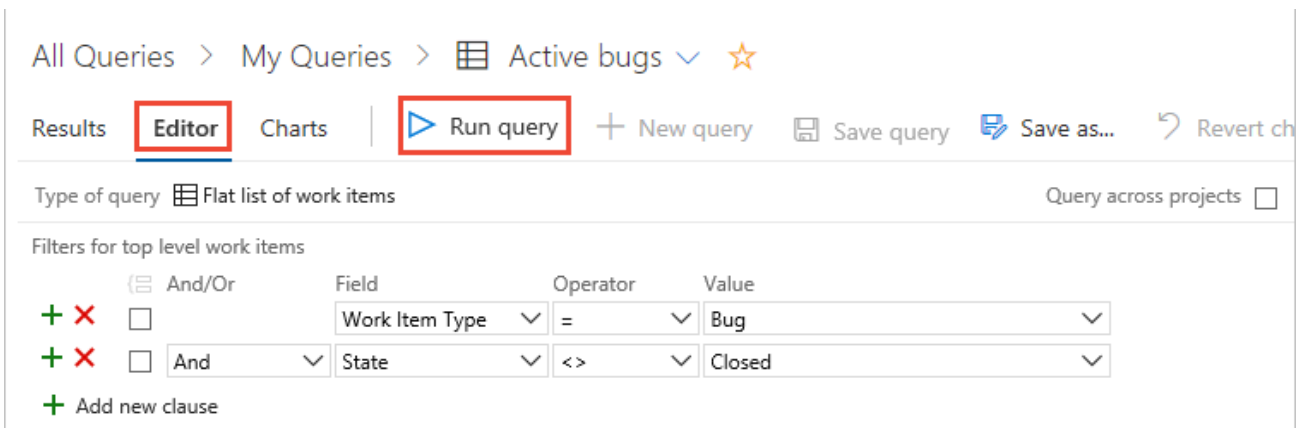 All Queries > My Queries > Active bugs
Results Editor Charts Run query + New query Save query Save as... Revert ch
Type of query Flat list of work items Query across projects
Filters for top level work items
And/Or Field Operator Value
Work Item Type = Bug
And State <> Closed
+ Add new clause